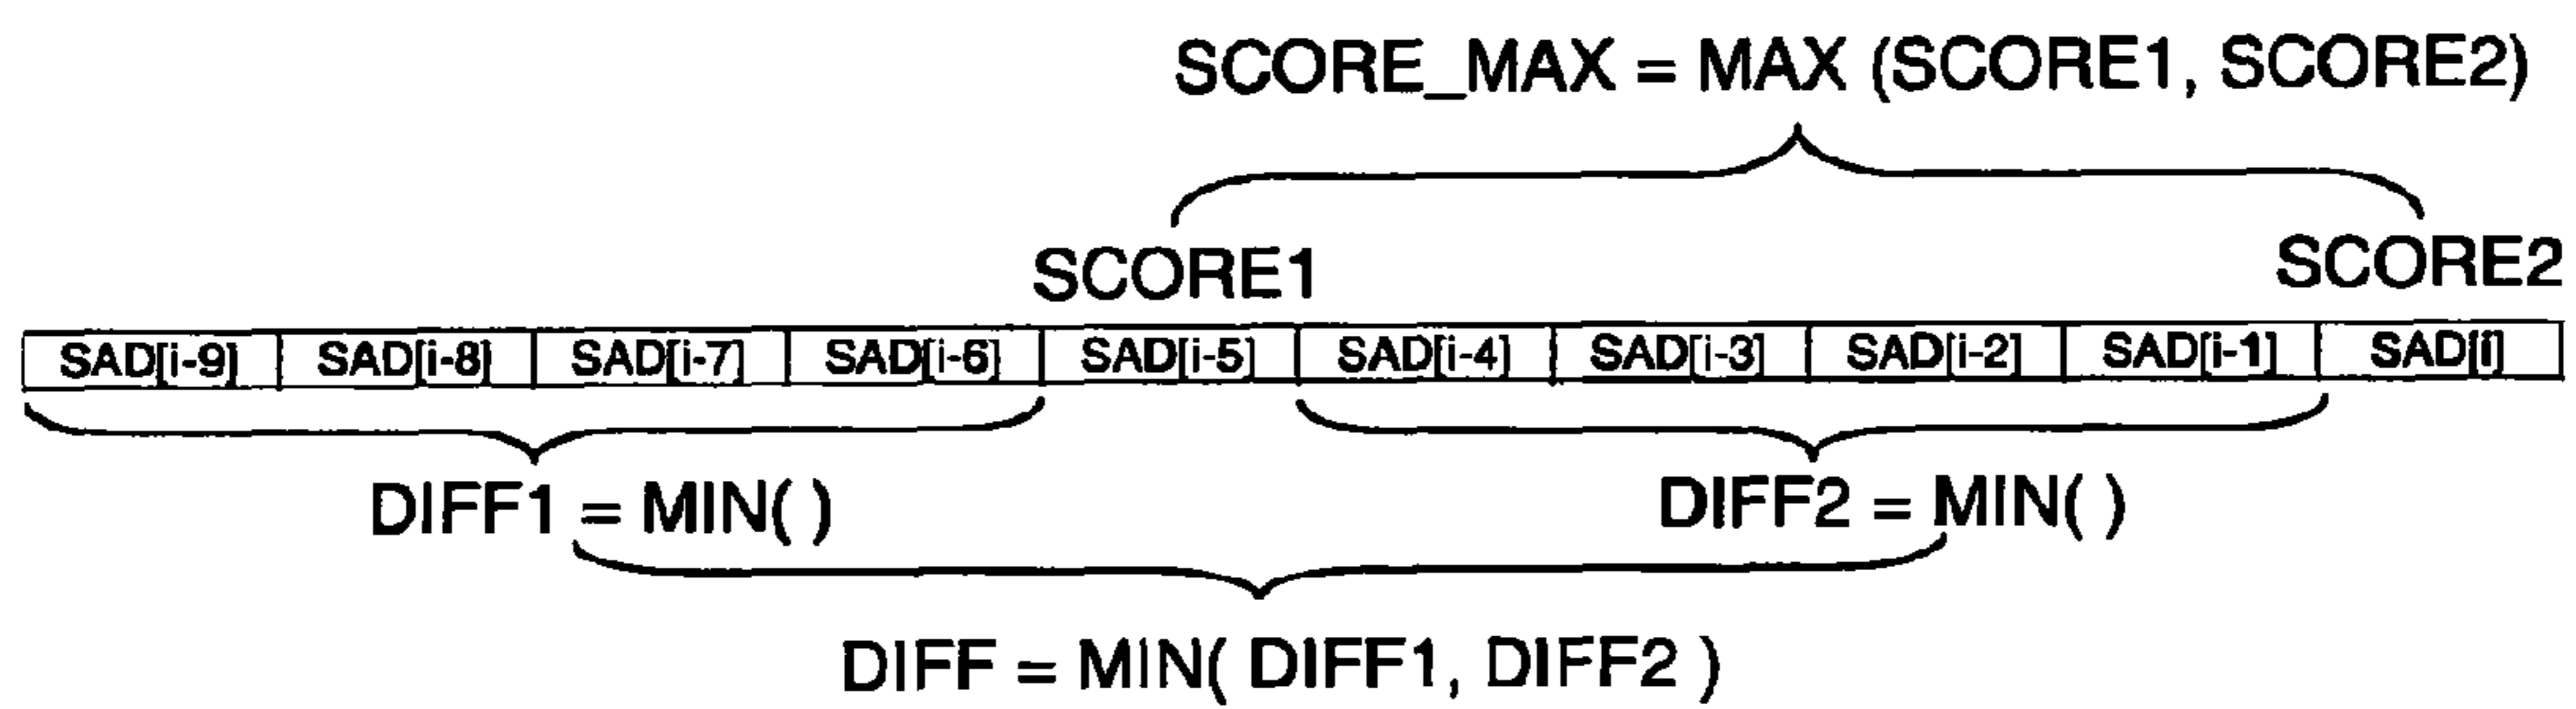 SCORE_MAX = MAX (SCORE1, SCORE2)
SCORE1 SCORE2
SAD[i-9] SAD[i-8] SAD[i-7] SAD[i-6] SAD[i-5] SAD[i-4] SAD[i-3] SAD[i-2] SAD[i-1] SAD[i]
DIFF1 = MIN( ) DIFF2 = MIN( )
DIFF = MIN( DIFF1, DIFF2 )